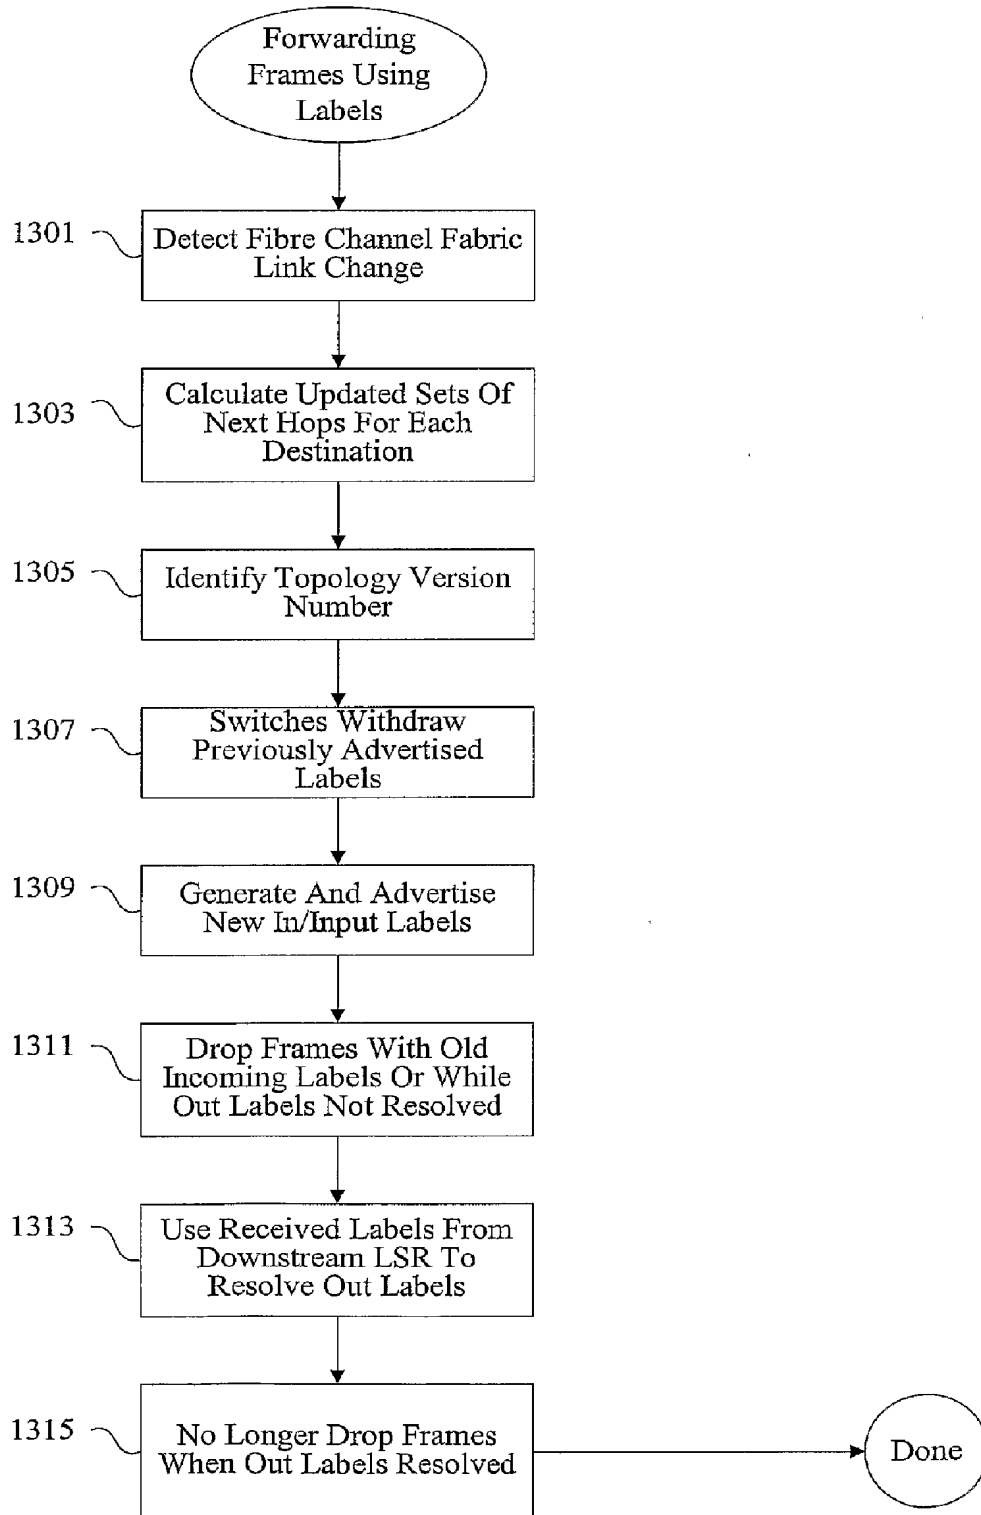 Forwarding
Frames Using
Labels
1301
Detect Fibre Channel Fabric
Link Change
1303
Calculate Updated Sets Of
Next Hops For Each
Destination
1305
Identify Topology Version
Number
1307
Switches Withdraw
Previously Advertised
Labels
1309
Generate And Advertise
New In/Input Labels
1311
Drop Frames With Old
Incoming Labels Or While
Out Labels Not Resolved
1313
Use Received Labels From
Downstream LSR To
Resolve Out Labels
1315
No Longer Drop Frames
When Out Labels Resolved
Done